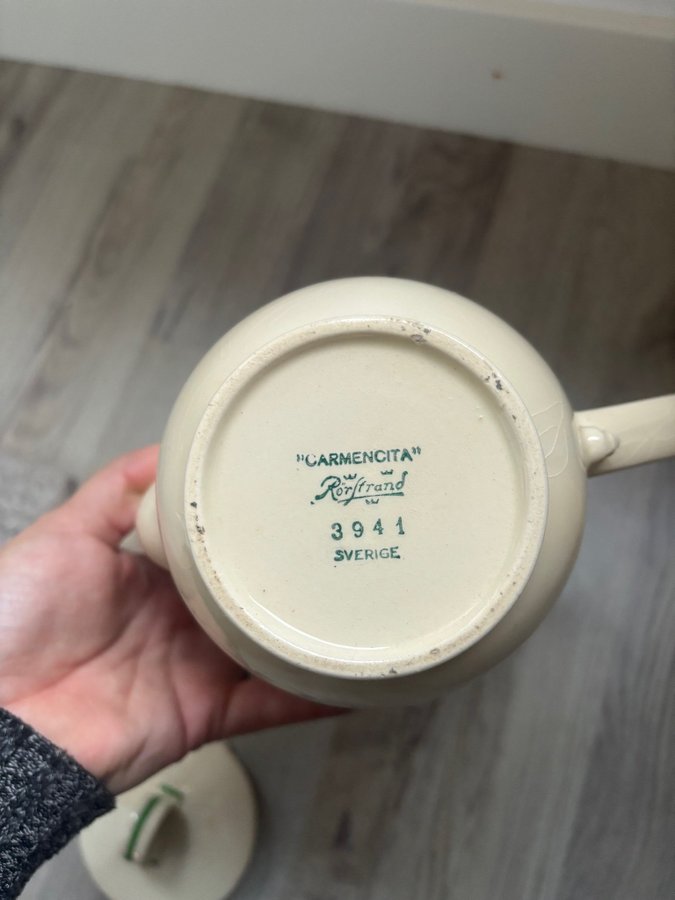 "CARMENCITA"
Rörstrand
3941
SVERIGE